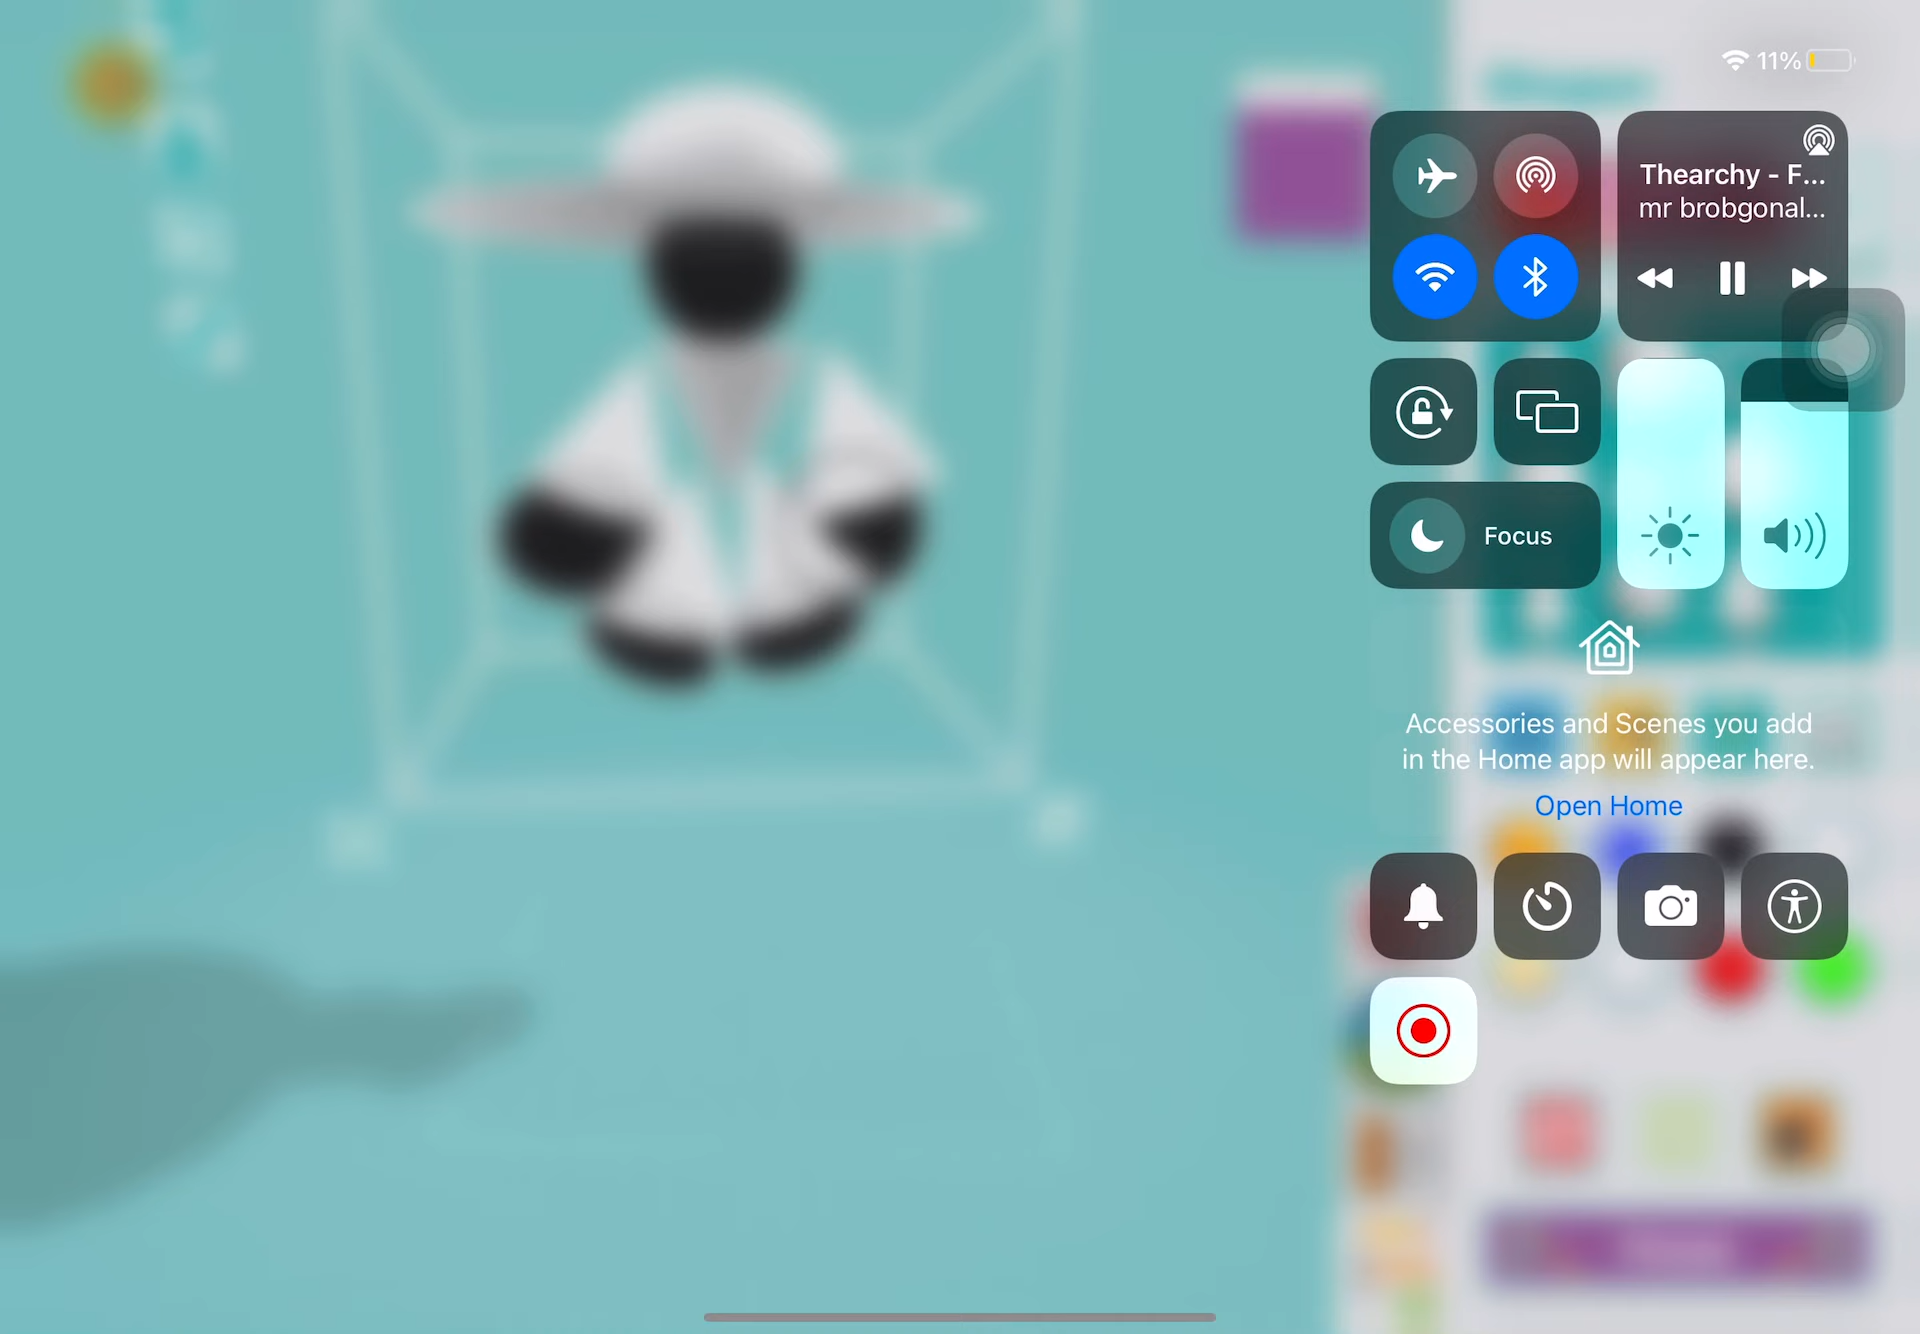 11%
Thearchy - F...
mr brobgonal...
Focus
Accessories and Scenes you add
in the Home app will appear here.
Open Home